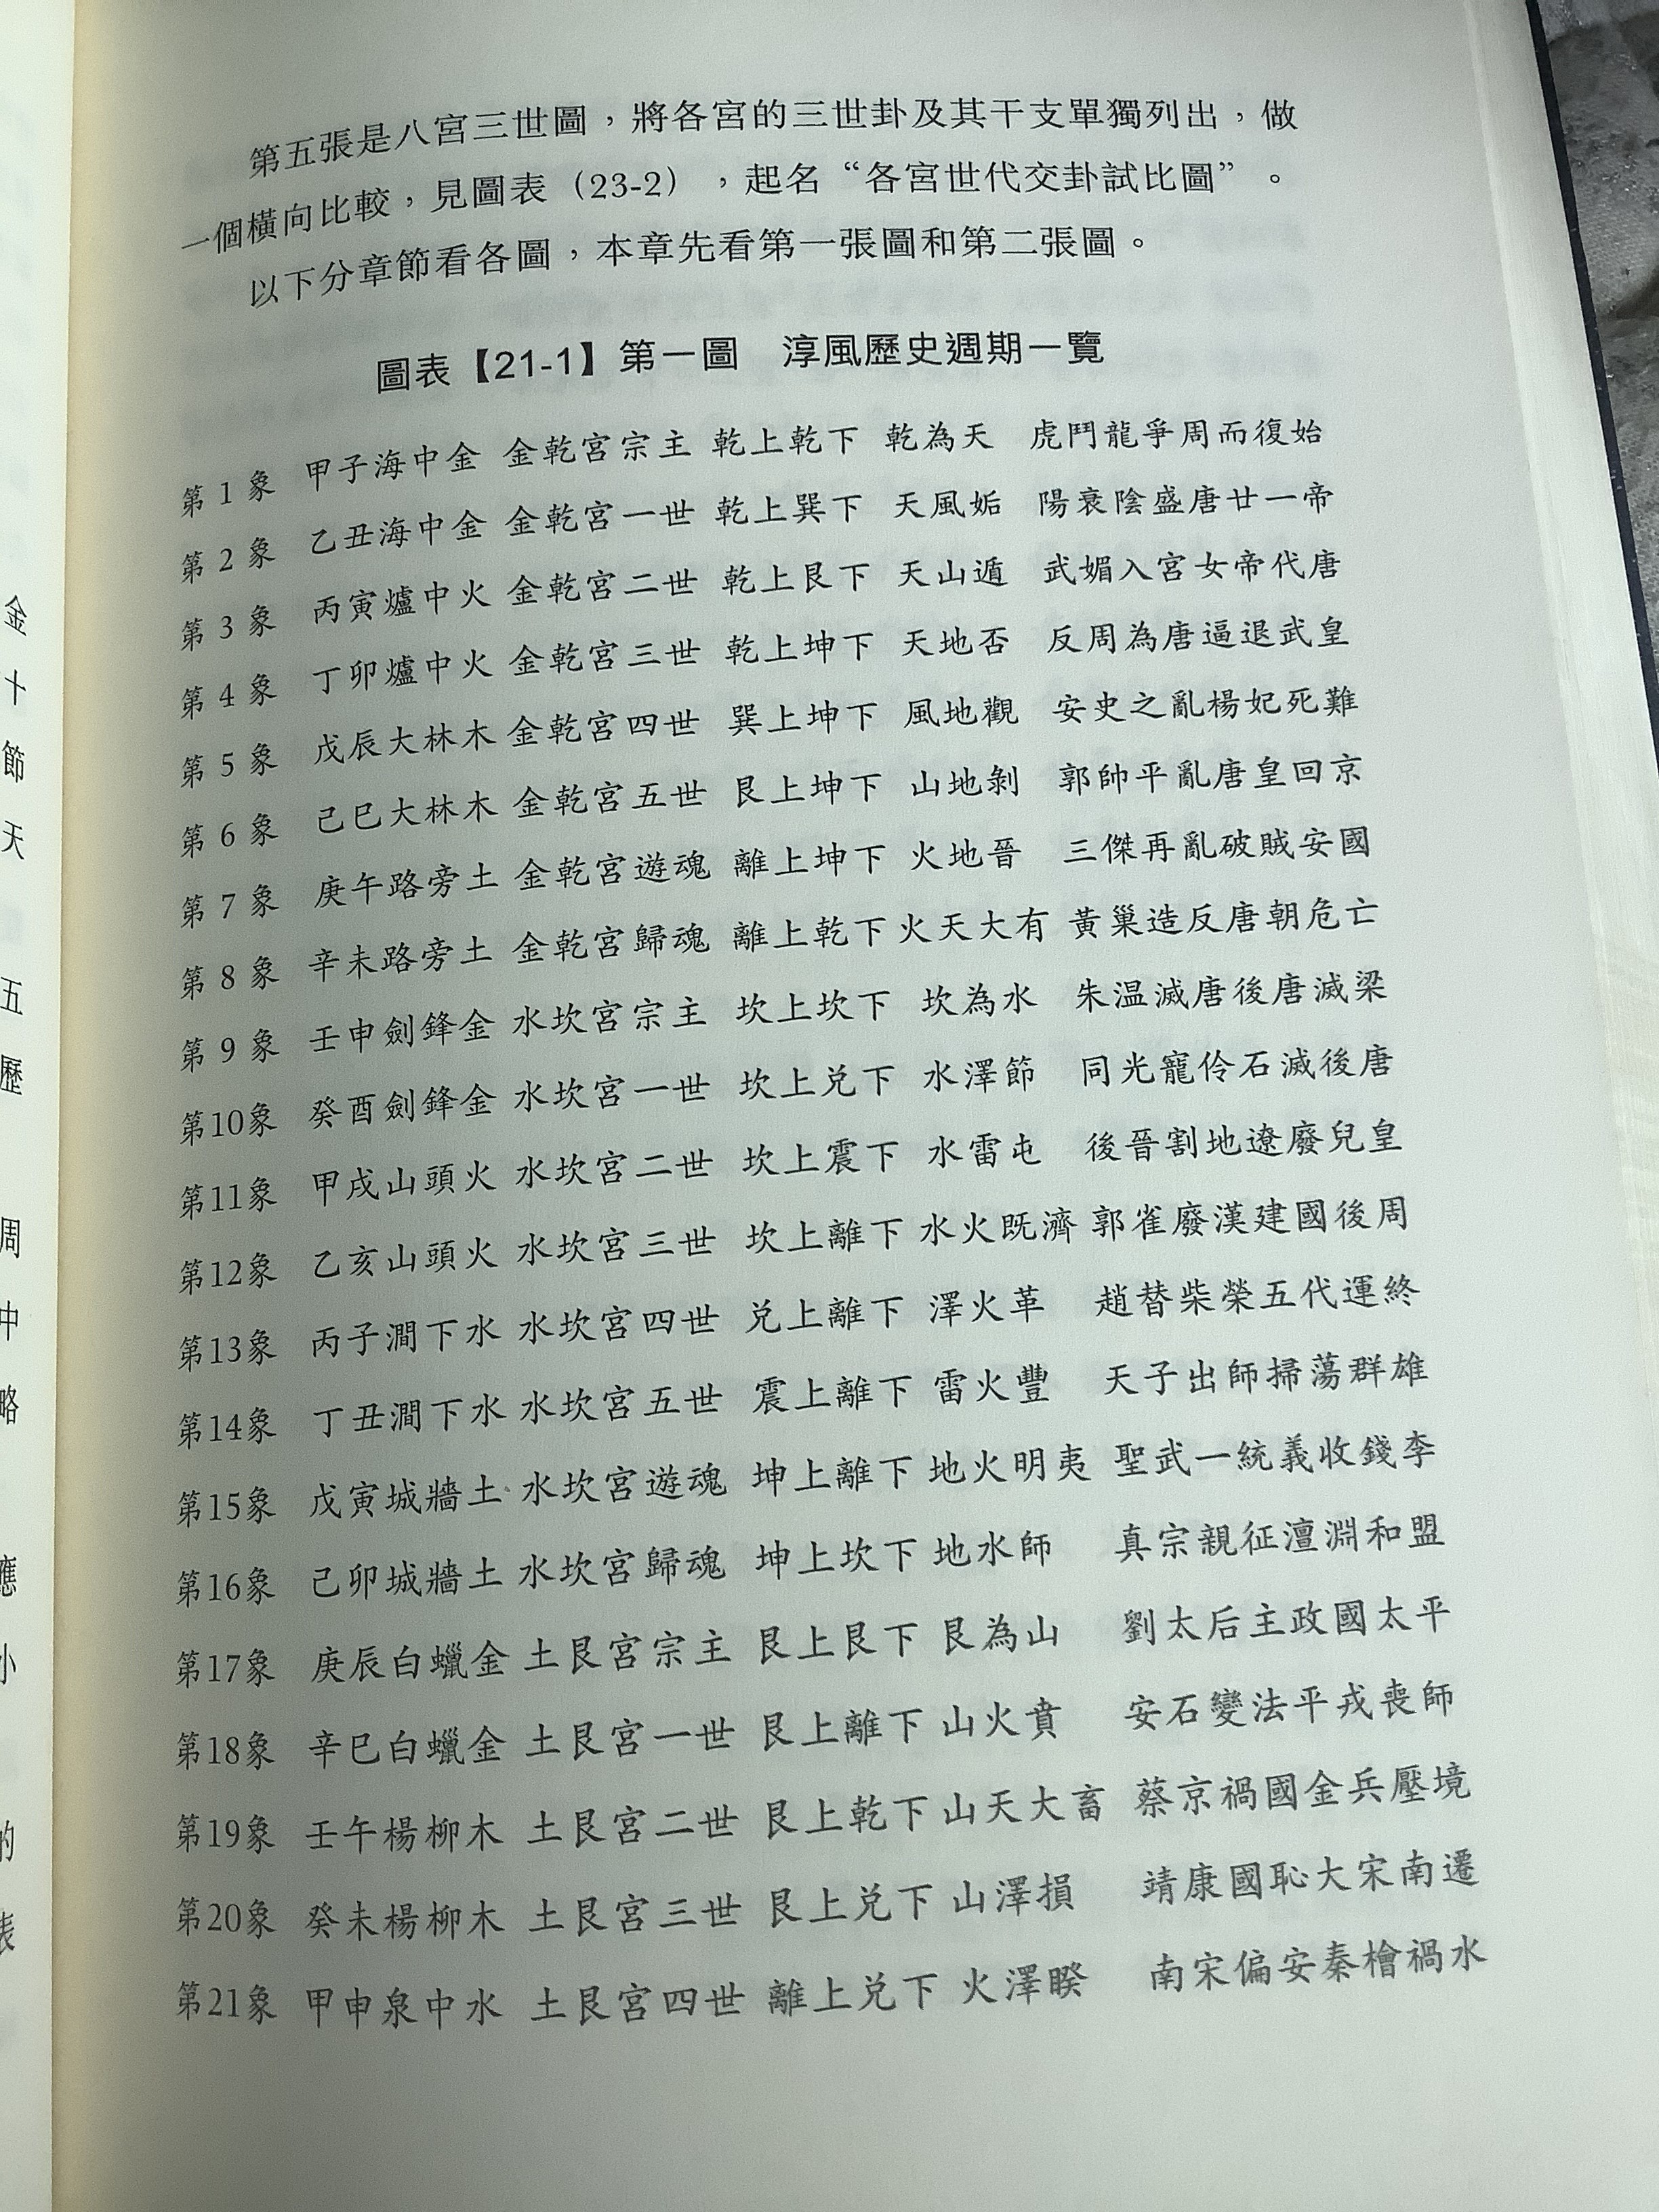 第五張是八宮三世圖，將各宮的三世卦及其干支單獨列出，做
一個橫向比較，見圖表（23-2），起名“各宮世代交卦試比圖”。
以下分章節看各圖，本章先看第一張圖和第二張圖。
圖表【21-1】第一圖　淳風歷史週期一覽
第 1 象 甲子海中金 金乾宮宗主 乾上乾下 乾為天 虎鬥龍爭周而復始
第 2 象 乙丑海中金 金乾宮一世 乾上巽下 天風姤 陽衰陰盛唐廿一帝
第 3 象 丙寅爐中火 金乾宮二世 乾上艮下 天山遁 武媚入宮女帝代唐
第 4 象 丁卯爐中火 金乾宮三世 乾上坤下 天地否 反周為唐逼退武皇
第 5 象 戊辰大林木 金乾宮四世 巽上坤下 風地觀 安史之亂楊妃死難
第 6 象 己巳大林木 金乾宮五世 艮上坤下 山地剝 郭帥平亂唐皇回京
第 7 象 庚午路旁土 金乾宮遊魂 離上坤下 火地晉 三傑再亂破賊安國
第 8 象 辛未路旁土 金乾宮歸魂 離上乾下 火天大有 黃巢造反唐朝危亡
第 9 象 壬申劍鋒金 水坎宮宗主 坎上坎下 坎為水 朱温滅唐後唐滅梁
第10象 癸酉劍鋒金 水坎宮一世 坎上兑下 水澤節 同光寵伶石滅後唐
第11象 甲戌山頭火 水坎宮二世 坎上震下 水雷屯 後晉割地遼廢兒皇
第12象 乙亥山頭火 水坎宮三世 坎上離下 水火既濟 郭雀廢漢建國後周
第13象 丙子澗下水 水坎宮四世 兑上離下 澤火革 趙替柴榮五代運終
第14象 丁丑澗下水 水坎宮五世 震上離下 雷火豐 天子出師掃蕩群雄
第15象 戊寅城牆土 水坎宮遊魂 坤上離下 地火明夷 聖武一統義收錢李
第16象 己卯城牆土 水坎宮歸魂 坤上坎下 地水師 真宗親征澶淵和盟
第17象 庚辰白蠟金 土艮宮宗主 艮上艮下 艮為山 劉太后主政國太平
第18象 辛巳白蠟金 土艮宮一世 艮上離下 山火賁 安石變法平戎喪師
第19象 壬午楊柳木 土艮宮二世 艮上乾下 山天大畜 蔡京禍國金兵壓境
第20象 癸未楊柳木 土艮宮三世 艮上兑下 山澤損 靖康國恥大宋南遷
第21象 甲申泉中水 土艮宮四世 離上兑下 火澤睽 南宋偏安秦檜禍水